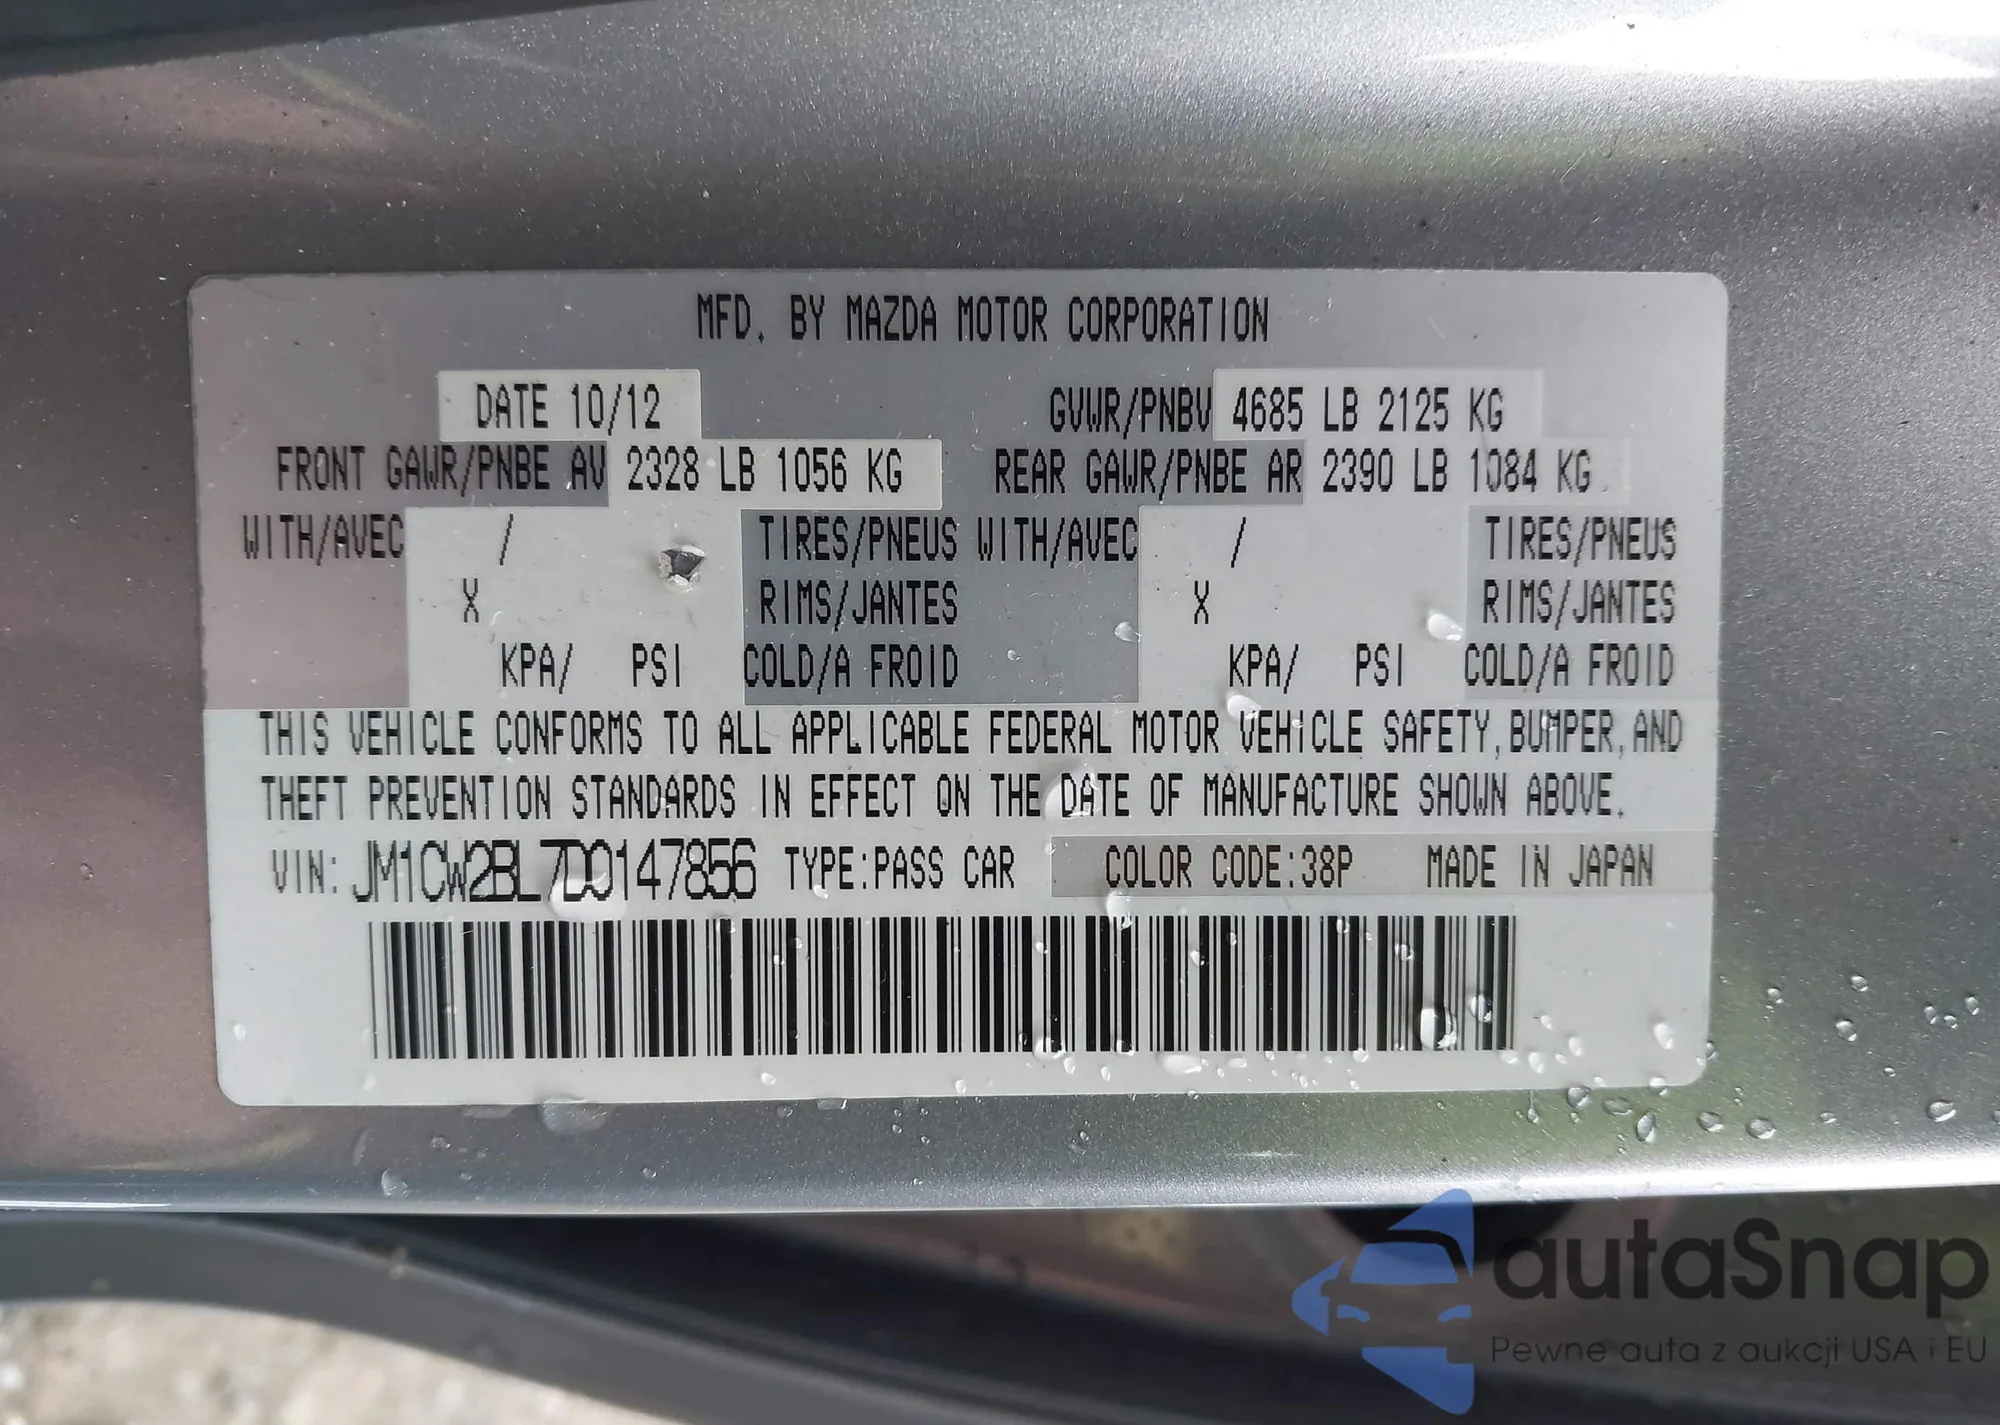 MFD. BY MAZDA MOTOR CORPORATION
DATE 10/12 GVWR/PNBV 4685 LB 2125 KG
FRONT GAWR/PNBE AV 2328 LB 1056 KG REAR GAWR/PNBE AR 2390 LB 1084 KG
WITH/AVEC / TIRES/PNEUS WITH/AVEC / TIRES/PNEUS
X RIMS/JANTES X RIMS/JANTES
KPA/ PSI COLD/A FROID KPA/ PSI COLD/A FROID
THIS VEHICLE CONFORMS TO ALL APPLICABLE FEDERAL MOTOR VEHICLE SAFETY, BUMPER, AND
THEFT PREVENTION STANDARDS IN EFFECT ON THE DATE OF MANUFACTURE SHOWN ABOVE.
VIN: JM1CW2BL7D0147856 TYPE:PASS CAR COLOR CODE:38P MADE IN JAPAN
autaSnap
Pewne auta z aukcji USA i EU